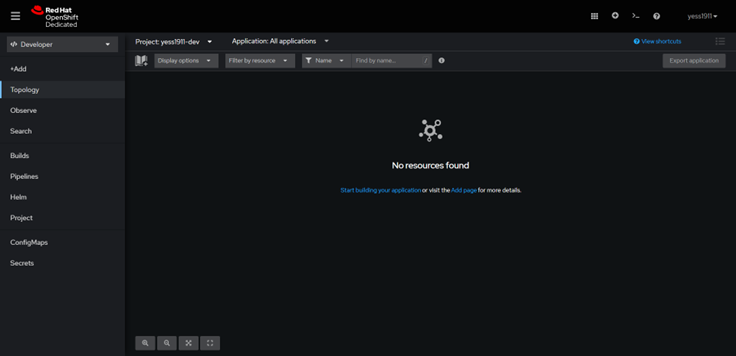 Red Hat
OpenShift
Dedicated
yess1911
Developer
Project: yess1911-dev
Application: All applications
View shortcuts
Display options
Filter by resource
Name
Find by name...
/
Export application
+Add
Topology
Observe
Search
Builds
Pipelines
Helm
Project
ConfigMaps
Secrets
No resources found
Start building your application or visit the Add page for more details.